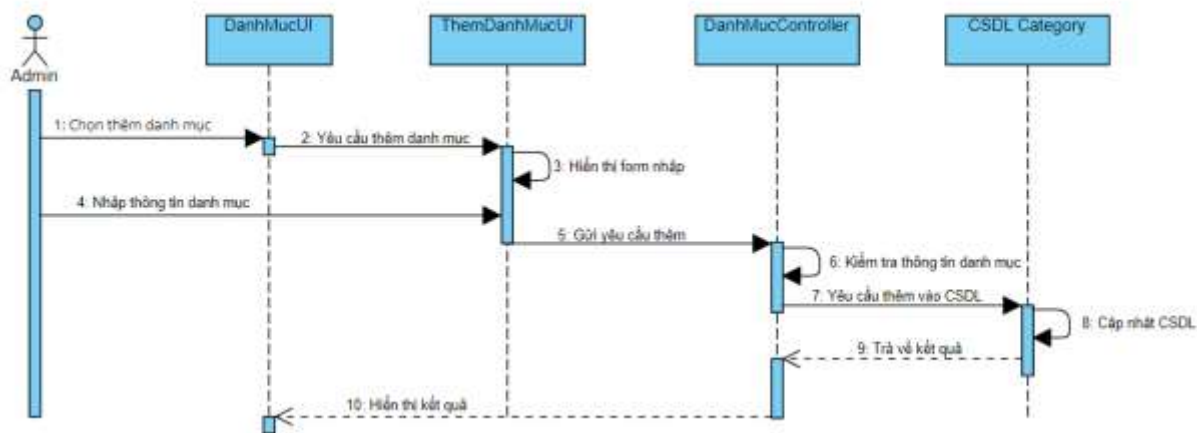 DanhMucUI
ThemDanhMucUI
DanhMucController
CSDL Category
Admin
1: Chọn thêm danh mục
2: Yêu cầu thêm danh mục
3: Hiển thị form nhập
4: Nhập thông tin danh mục
5: Gửi yêu cầu thêm
6: Kiểm tra thông tin danh mục
7: Yêu cầu thêm vào CSDL
8: Cập nhật CSDL
9: Trả về kết quả
10: Hiển thị kết quả